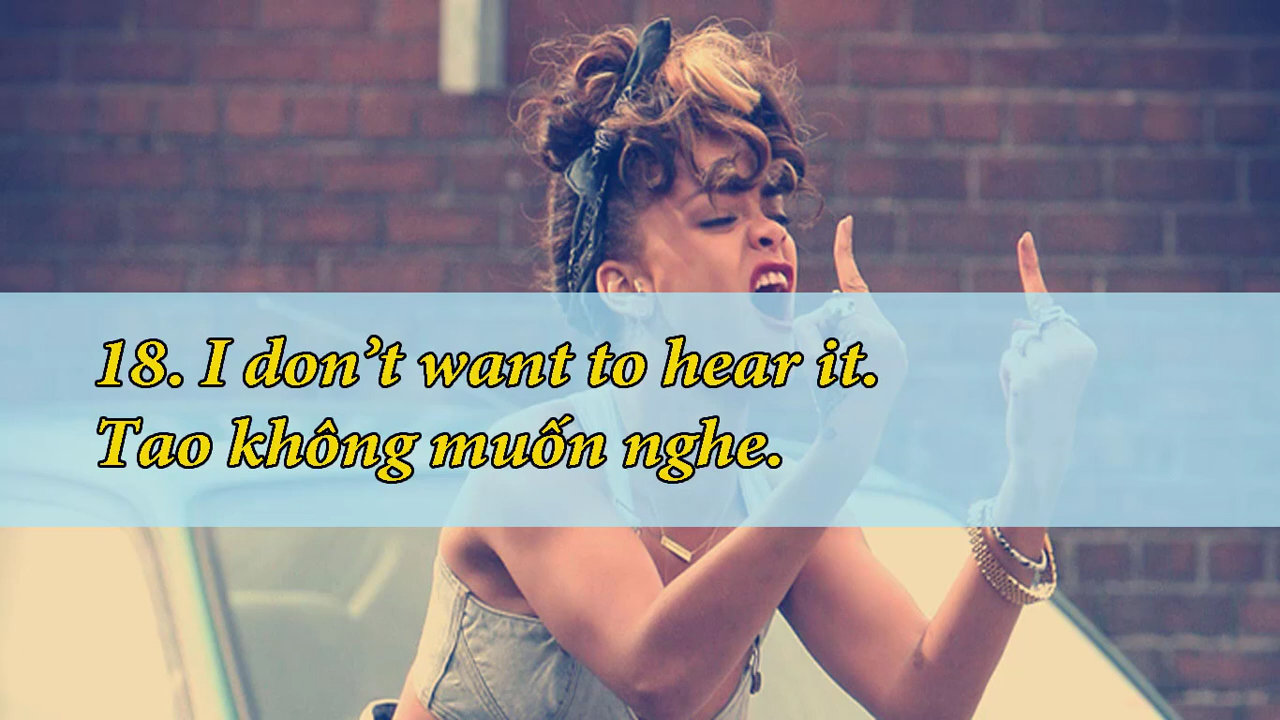 18. I don’t want to hear it.
Tao không muốn nghe.